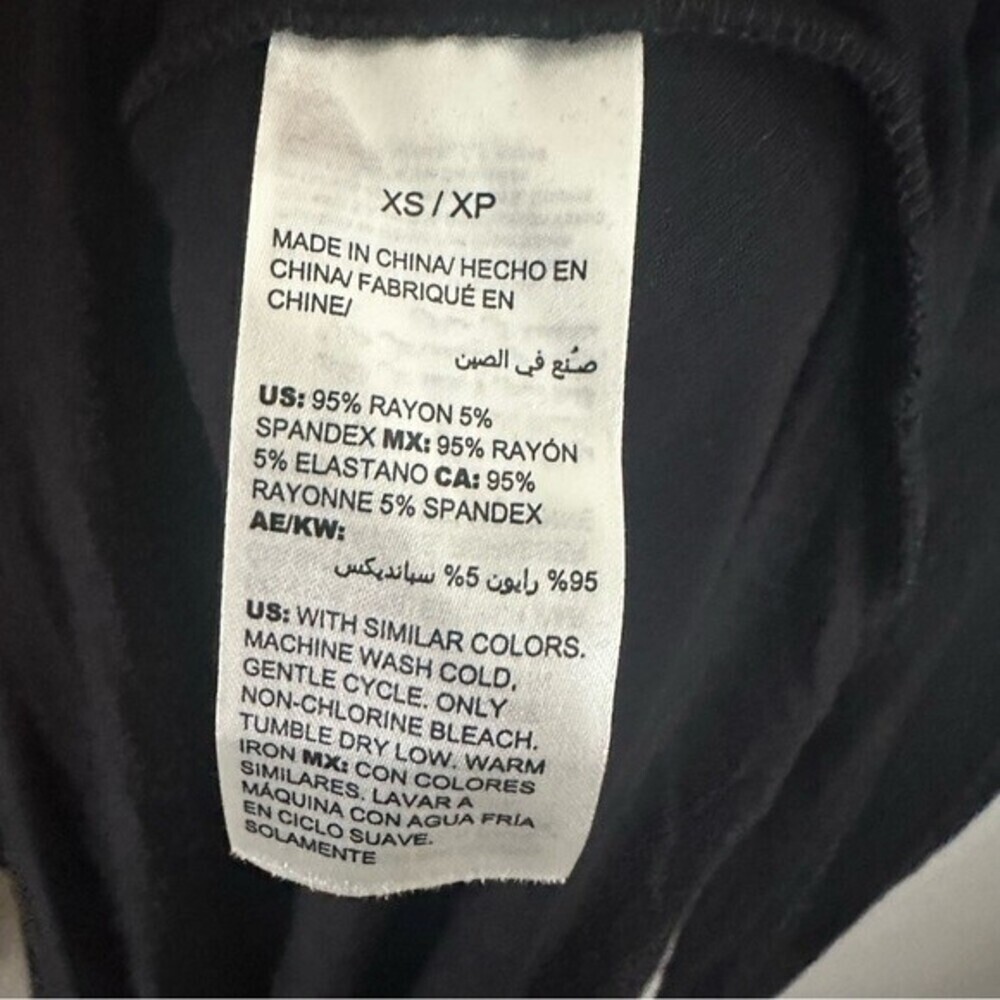 XS / XP
MADE IN CHINA/ HECHO EN
CHINA/ FABRIQUÉ EN
CHINE/
صُنع في الصين
US: 95% RAYON 5%
SPANDEX MX: 95% RAYÓN
5% ELASTANO CA: 95%
RAYONNE 5% SPANDEX
AE/KW:
95% رايون 5% سبانديكس
US: WITH SIMILAR COLORS.
MACHINE WASH COLD,
GENTLE CYCLE. ONLY
NON-CHLORINE BLEACH.
TUMBLE DRY LOW. WARM
IRON MX: CON COLORES
SIMILARES. LAVAR A
MÁQUINA CON AGUA FRÍA
EN CICLO SUAVE.
SOLAMENTE